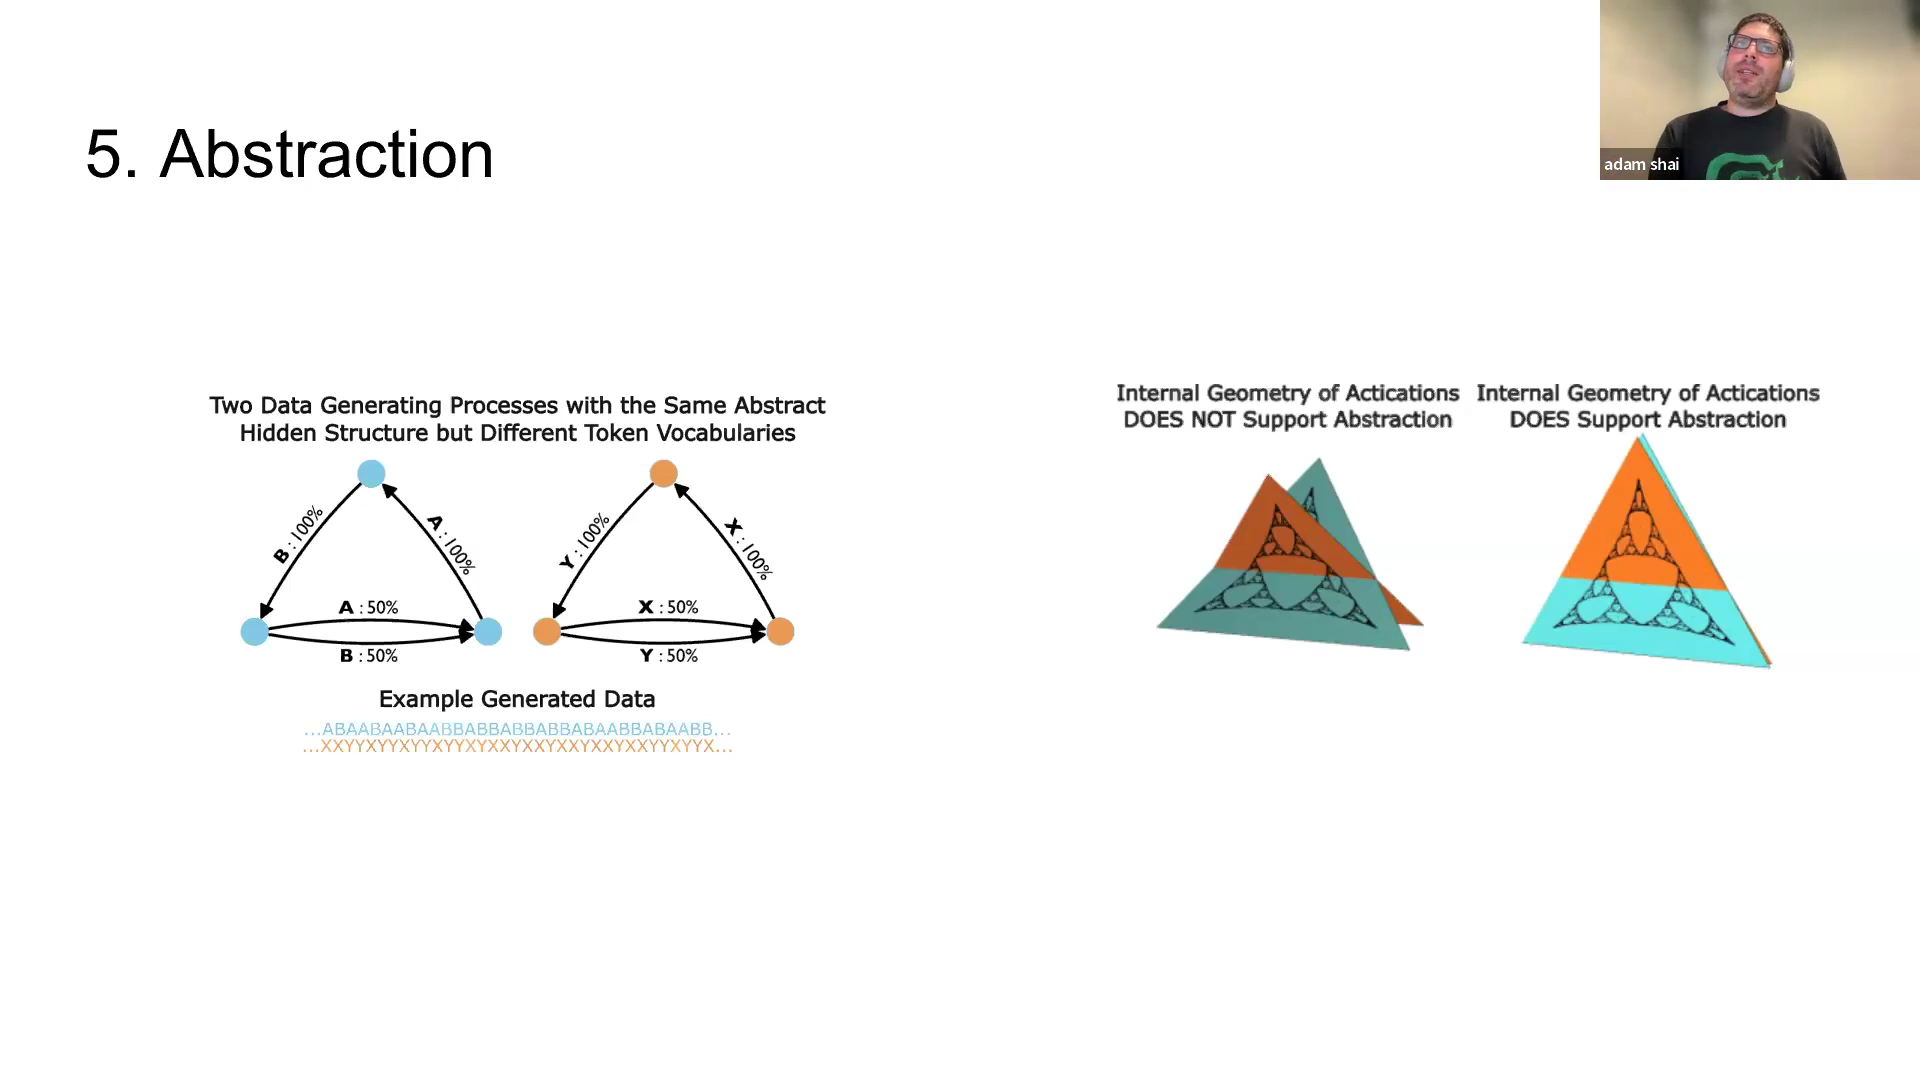 adam shai
5. Abstraction
Two Data Generating Processes with the Same Abstract
Hidden Structure but Different Token Vocabularies
B : 100%
A : 100%
A : 50%
B : 50%
Y : 100%
X : 100%
X : 50%
Y : 50%
Example Generated Data
...ABAABAABAABBABBABBABBABAABBABAABB...
...XXYYXYYXYYXYYXYXXYXXYXXYXXYXXYYXYYX...
Internal Geometry of Actications
DOES NOT Support Abstraction
Internal Geometry of Actications
DOES Support Abstraction